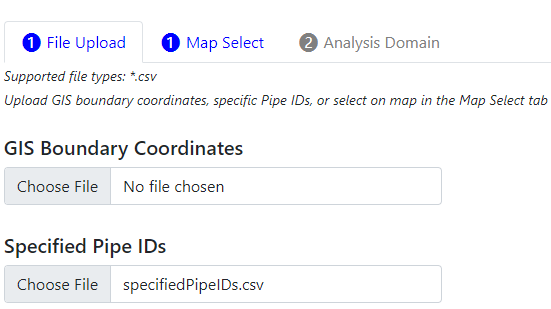 1 File Upload 1 Map Select 2 Analysis Domain
Supported file types: *.csv
Upload GIS boundary coordinates, specific Pipe IDs, or select on map in the Map Select tab
GIS Boundary Coordinates
Choose File No file chosen
Specified Pipe IDs
Choose File specifiedPipeIDs.csv